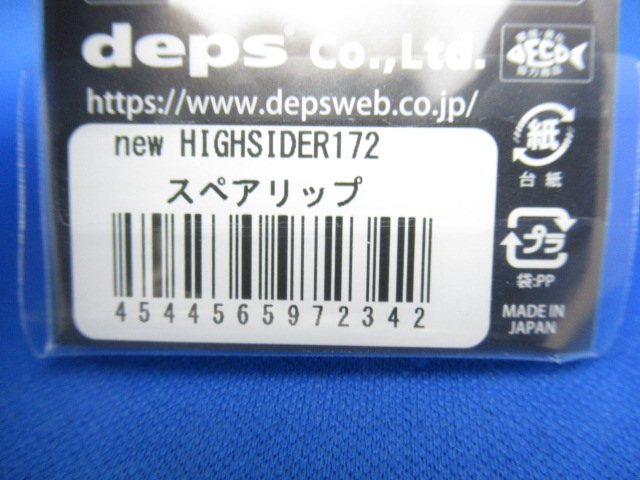 deps® Co.,Ltd.
https://www.depsweb.co.jp/
new HIGHSIDER172
スペアリップ
4544565972342
ECO
紙
台紙
プラ
袋:PP
MADE IN
JAPAN